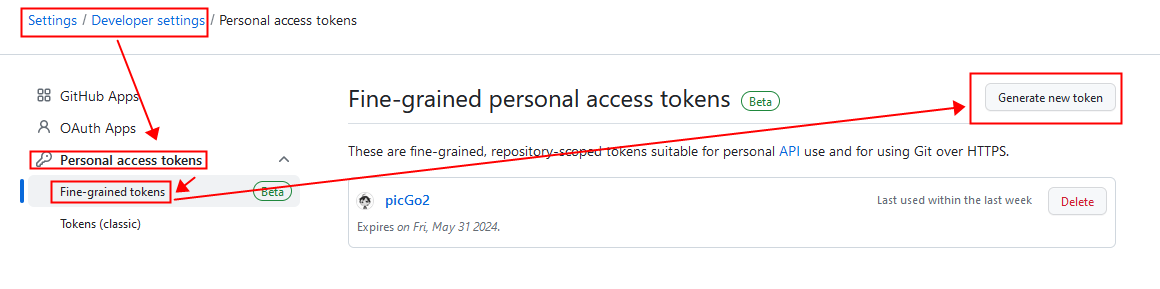 Settings / Developer settings / Personal access tokens
GitHub Apps
OAuth Apps
Personal access tokens
Fine-grained tokens Beta
Tokens (classic)
Fine-grained personal access tokens Beta
Generate new token
These are fine-grained, repository-scoped tokens suitable for personal API use and for using Git over HTTPS.
picGo2
Last used within the last week
Delete
Expires on Fri, May 31 2024.